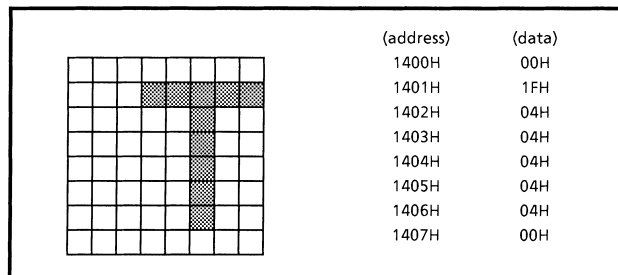 (address) (data)
1400H 00H
1401H 1FH
1402H 04H
1403H 04H
1404H 04H
1405H 04H
1406H 04H
1407H 00H